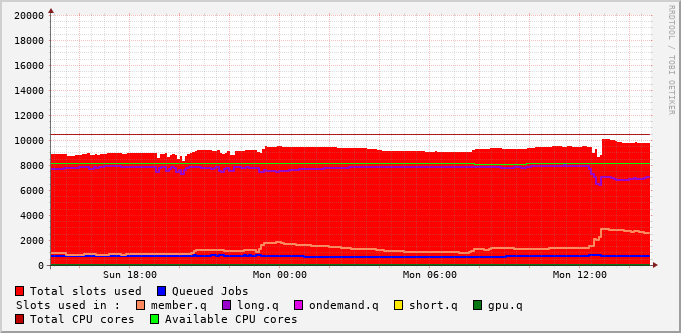 20000
18000
16000
14000
12000
10000
8000
6000
4000
2000
0
Sun 18:00 Mon 00:00 Mon 06:00 Mon 12:00
Total slots used Queued Jobs
Slots used in : member.q long.q ondemand.q short.q gpu.q
Total CPU cores Available CPU cores
RRDTOOL / TOBI OETIKER